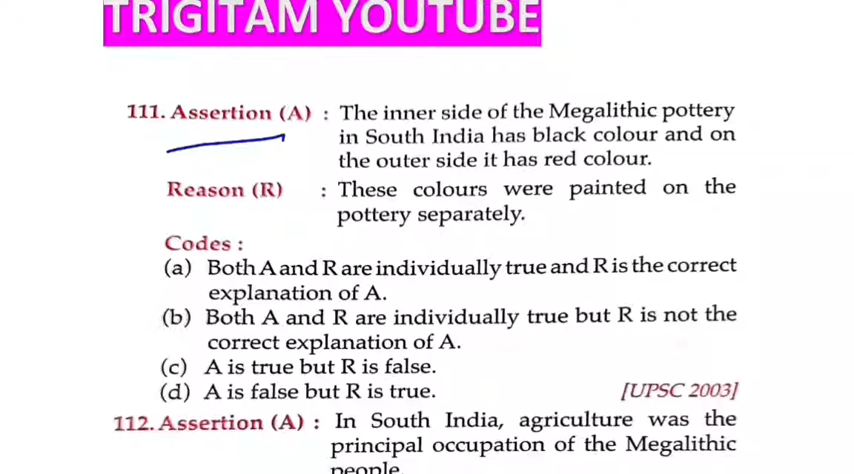 TRIGITAM YOUTUBE
111. Assertion (A) : The inner side of the Megalithic pottery
in South India has black colour and on
the outer side it has red colour.
Reason (R) : These colours were painted on the
pottery separately.
Codes :
(a) Both A and R are individually true and R is the correct
explanation of A.
(b) Both A and R are individually true but R is not the
correct explanation of A.
(c) A is true but R is false.
(d) A is false but R is true. [UPSC 2003]
112. Assertion (A) : In South India, agriculture was the
principal occupation of the Megalithic
people.